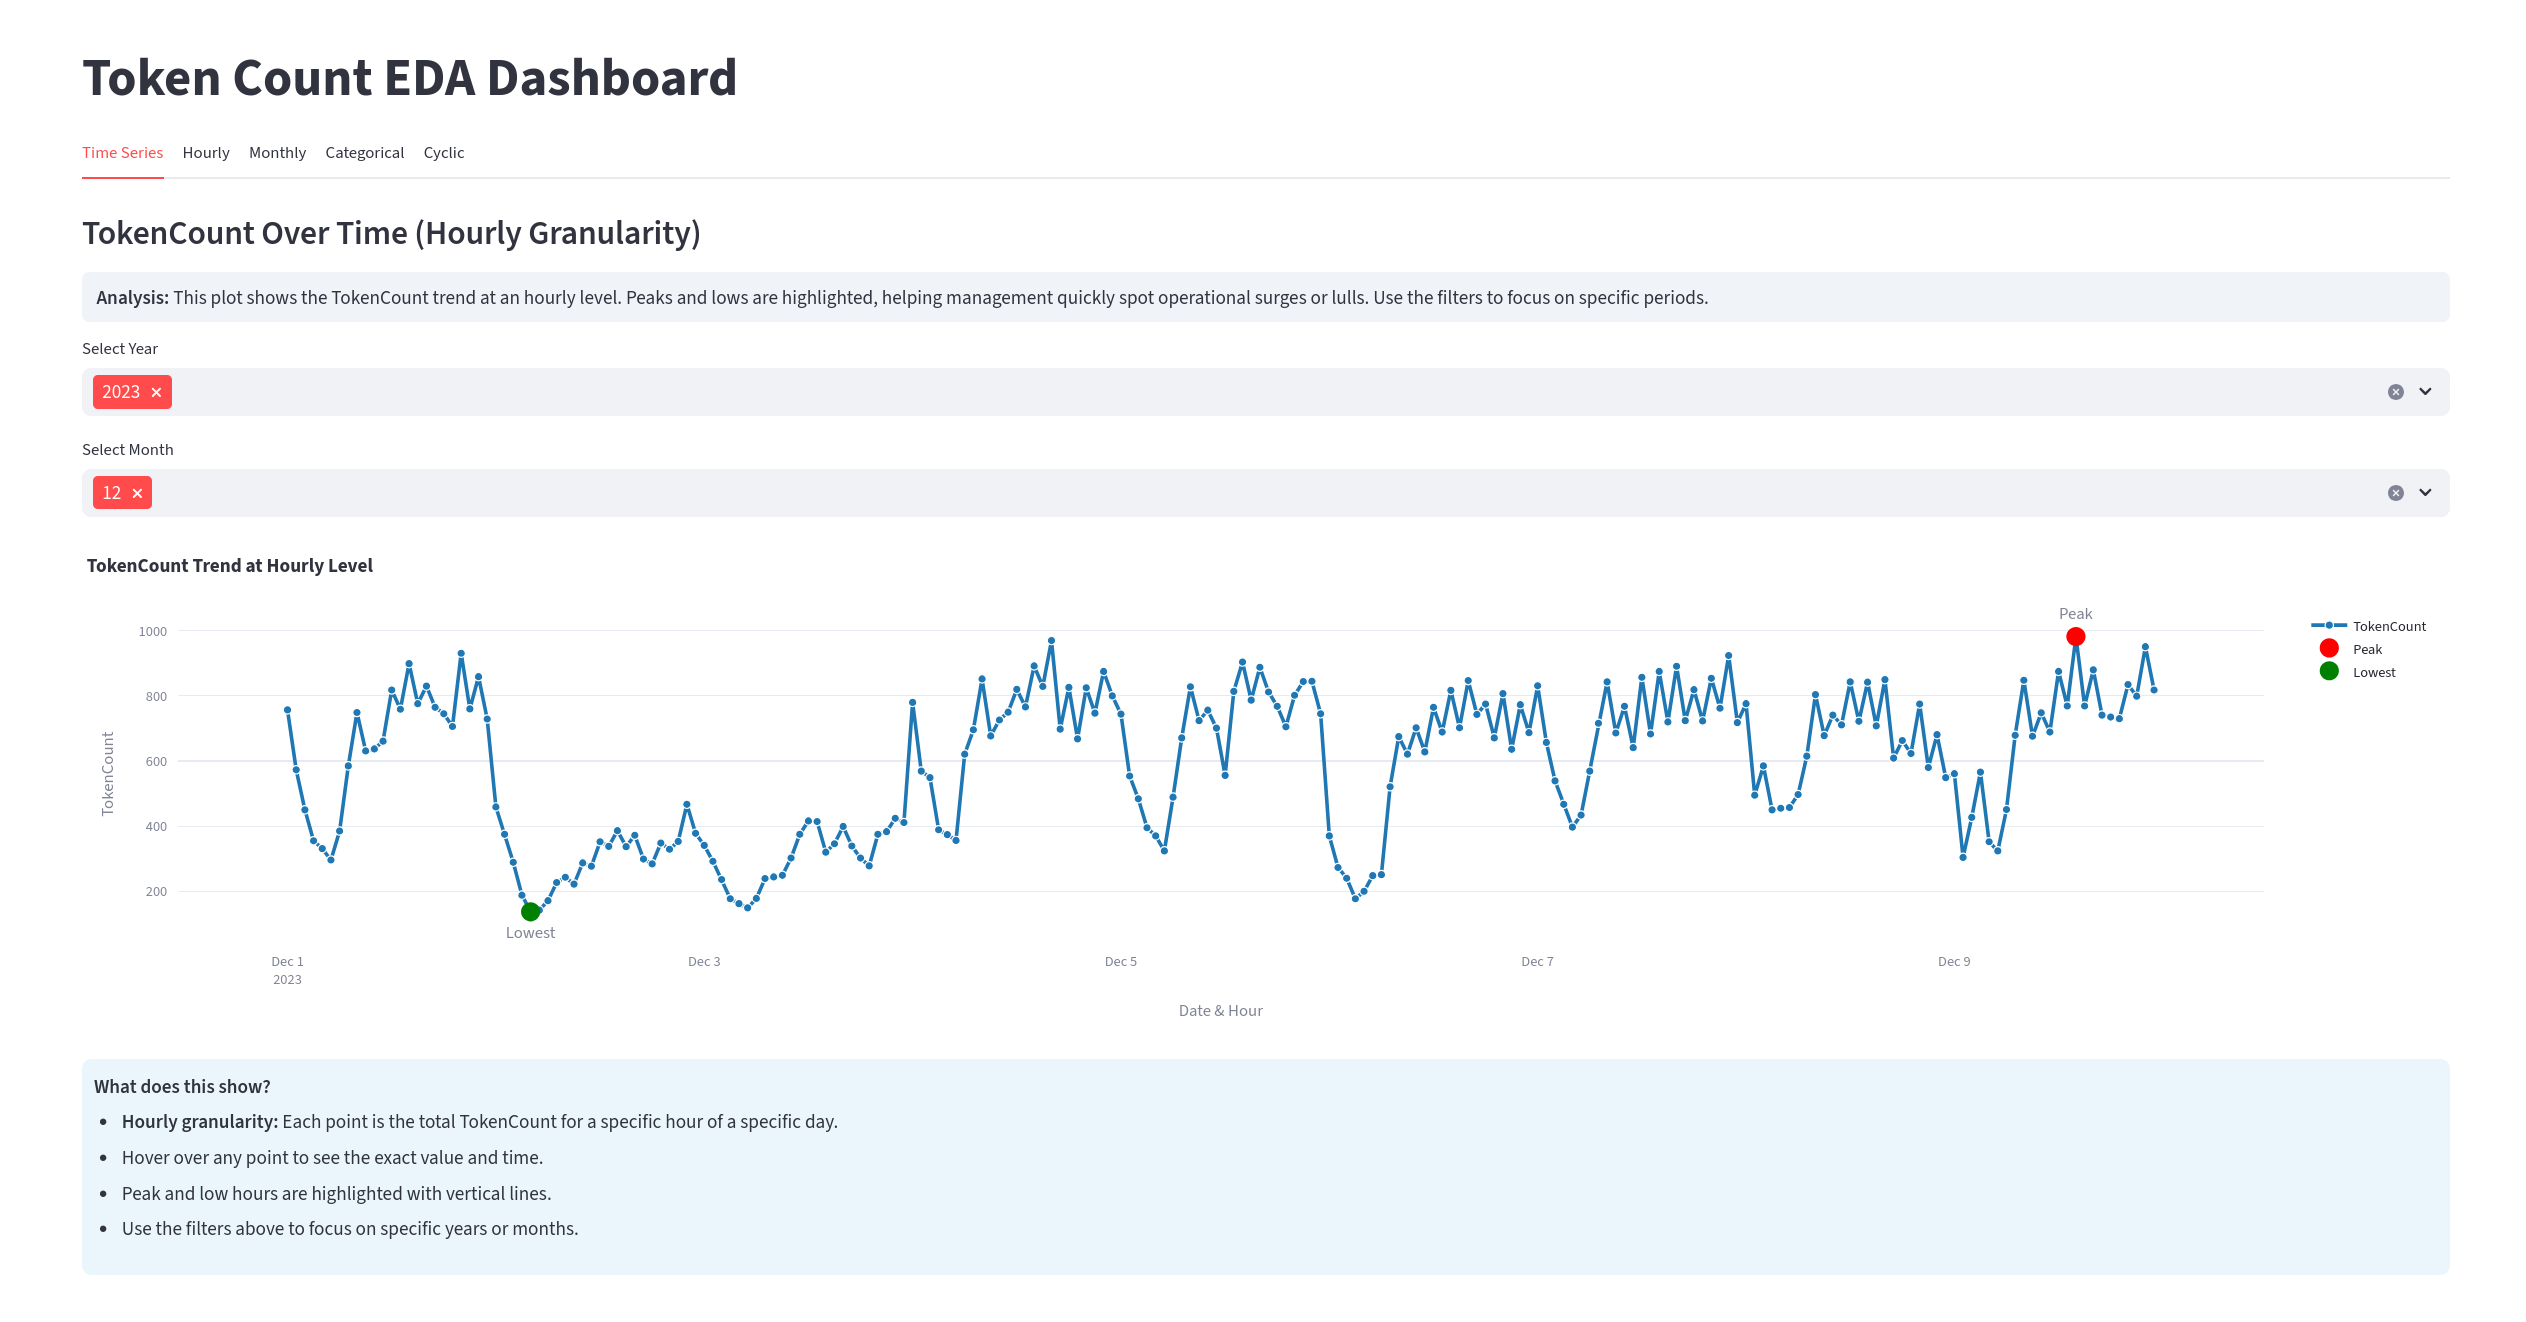 Token Count EDA Dashboard
Time Series Hourly Monthly Categorical Cyclic
TokenCount Over Time (Hourly Granularity)
Analysis: This plot shows the TokenCount trend at an hourly level. Peaks and lows are highlighted, helping management quickly spot operational surges or lulls. Use the filters to focus on specific periods.
Select Year
2023
Select Month
12
TokenCount Trend at Hourly Level
Peak
1000
800
600
400
200
TokenCount
Lowest
Dec 1
2023
Dec 3
Dec 5
Dec 7
Dec 9
Date & Hour
TokenCount
Peak
Lowest
What does this show?
• Hourly granularity: Each point is the total TokenCount for a specific hour of a specific day.
• Hover over any point to see the exact value and time.
• Peak and low hours are highlighted with vertical lines.
• Use the filters above to focus on specific years or months.